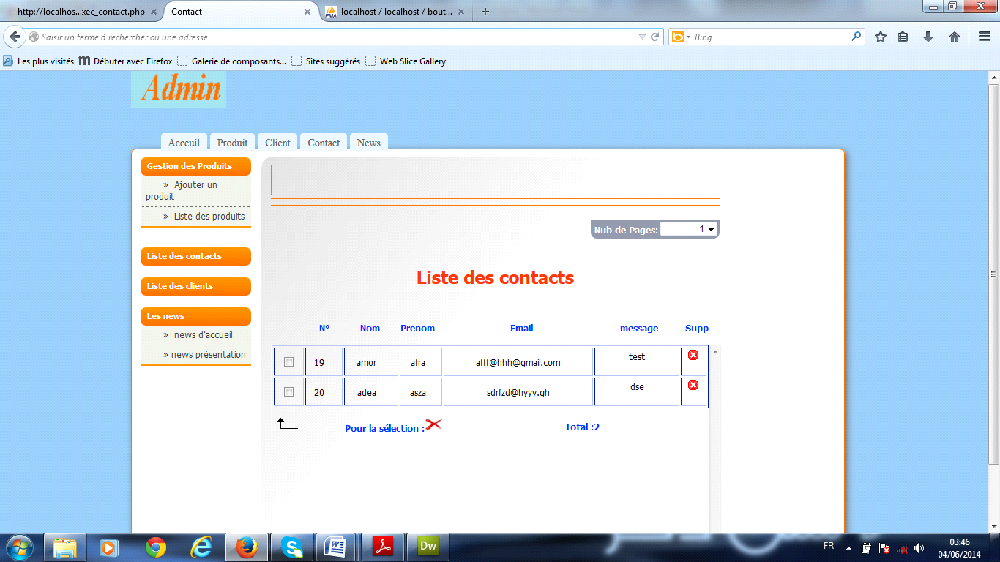 http://localhos...xec_contact.php
Contact
localhost / localhost / bout...
Saisir un terme à rechercher ou une adresse
Bing
Les plus visités
Débuter avec Firefox
Galerie de composants...
Sites suggérés
Web Slice Gallery
Admin
Acceuil
Produit
Client
Contact
News
Gestion des Produits
» Ajouter un
produit
» Liste des produits
Liste des contacts
Liste des clients
Les news
» news d'accueil
» news présentation
Nub de Pages: 1
Liste des contacts
N° Nom Prenom Email message Supp
19 amor afra afff@hhh@gmail.com test
20 adea asza sdrfzd@hyyy.gh dse
Pour la sélection :
Total :2
Dw
FR
03:46
04/06/2014